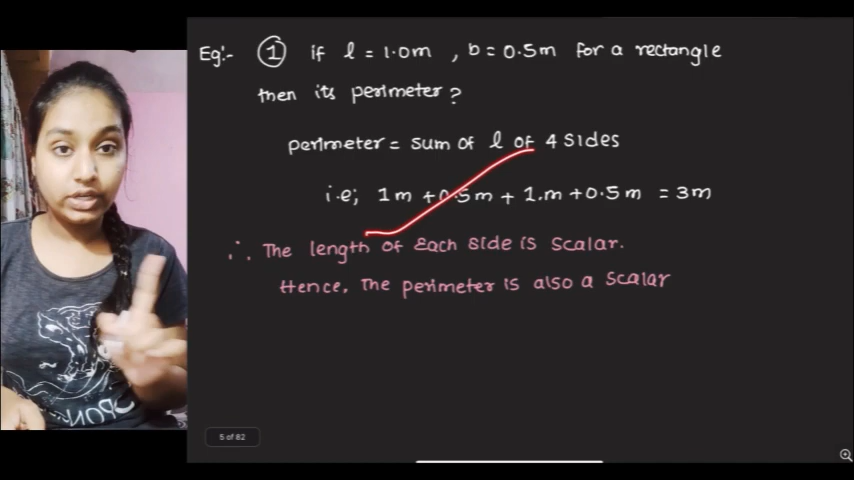 Eg:- ① if l = 1.0m , b = 0.5m for a rectangle
then its perimeter?
perimeter = sum of l of 4 sides
i.e; 1m + 0.5m + 1.m + 0.5m = 3m
∴ The length of Each side is scalar.
Hence, The perimeter is also a scalar
5 of 82